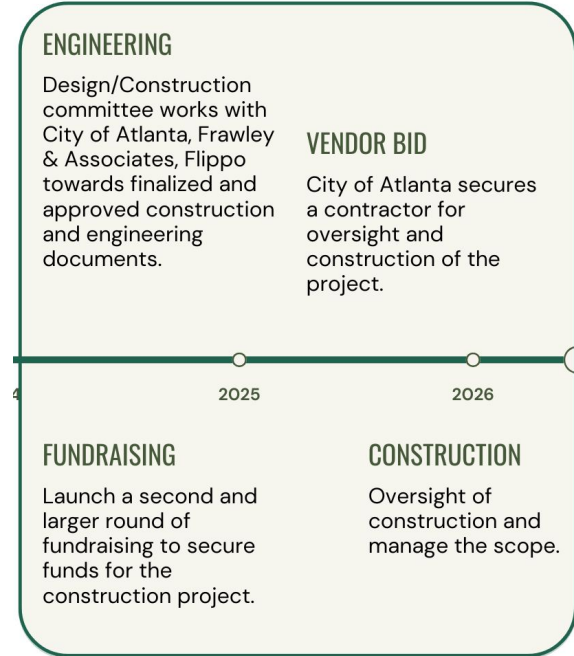 ENGINEERING
Design/Construction
committee works with
City of Atlanta, Frawley
& Associates, Flippo
towards finalized and
approved construction
and engineering
documents.
VENDOR BID
City of Atlanta secures
a contractor for
oversight and
construction of the
project.
4
2025
2026
FUNDRAISING
Launch a second and
larger round of
fundraising to secure
funds for the
construction project.
CONSTRUCTION
Oversight of
construction and
manage the scope.